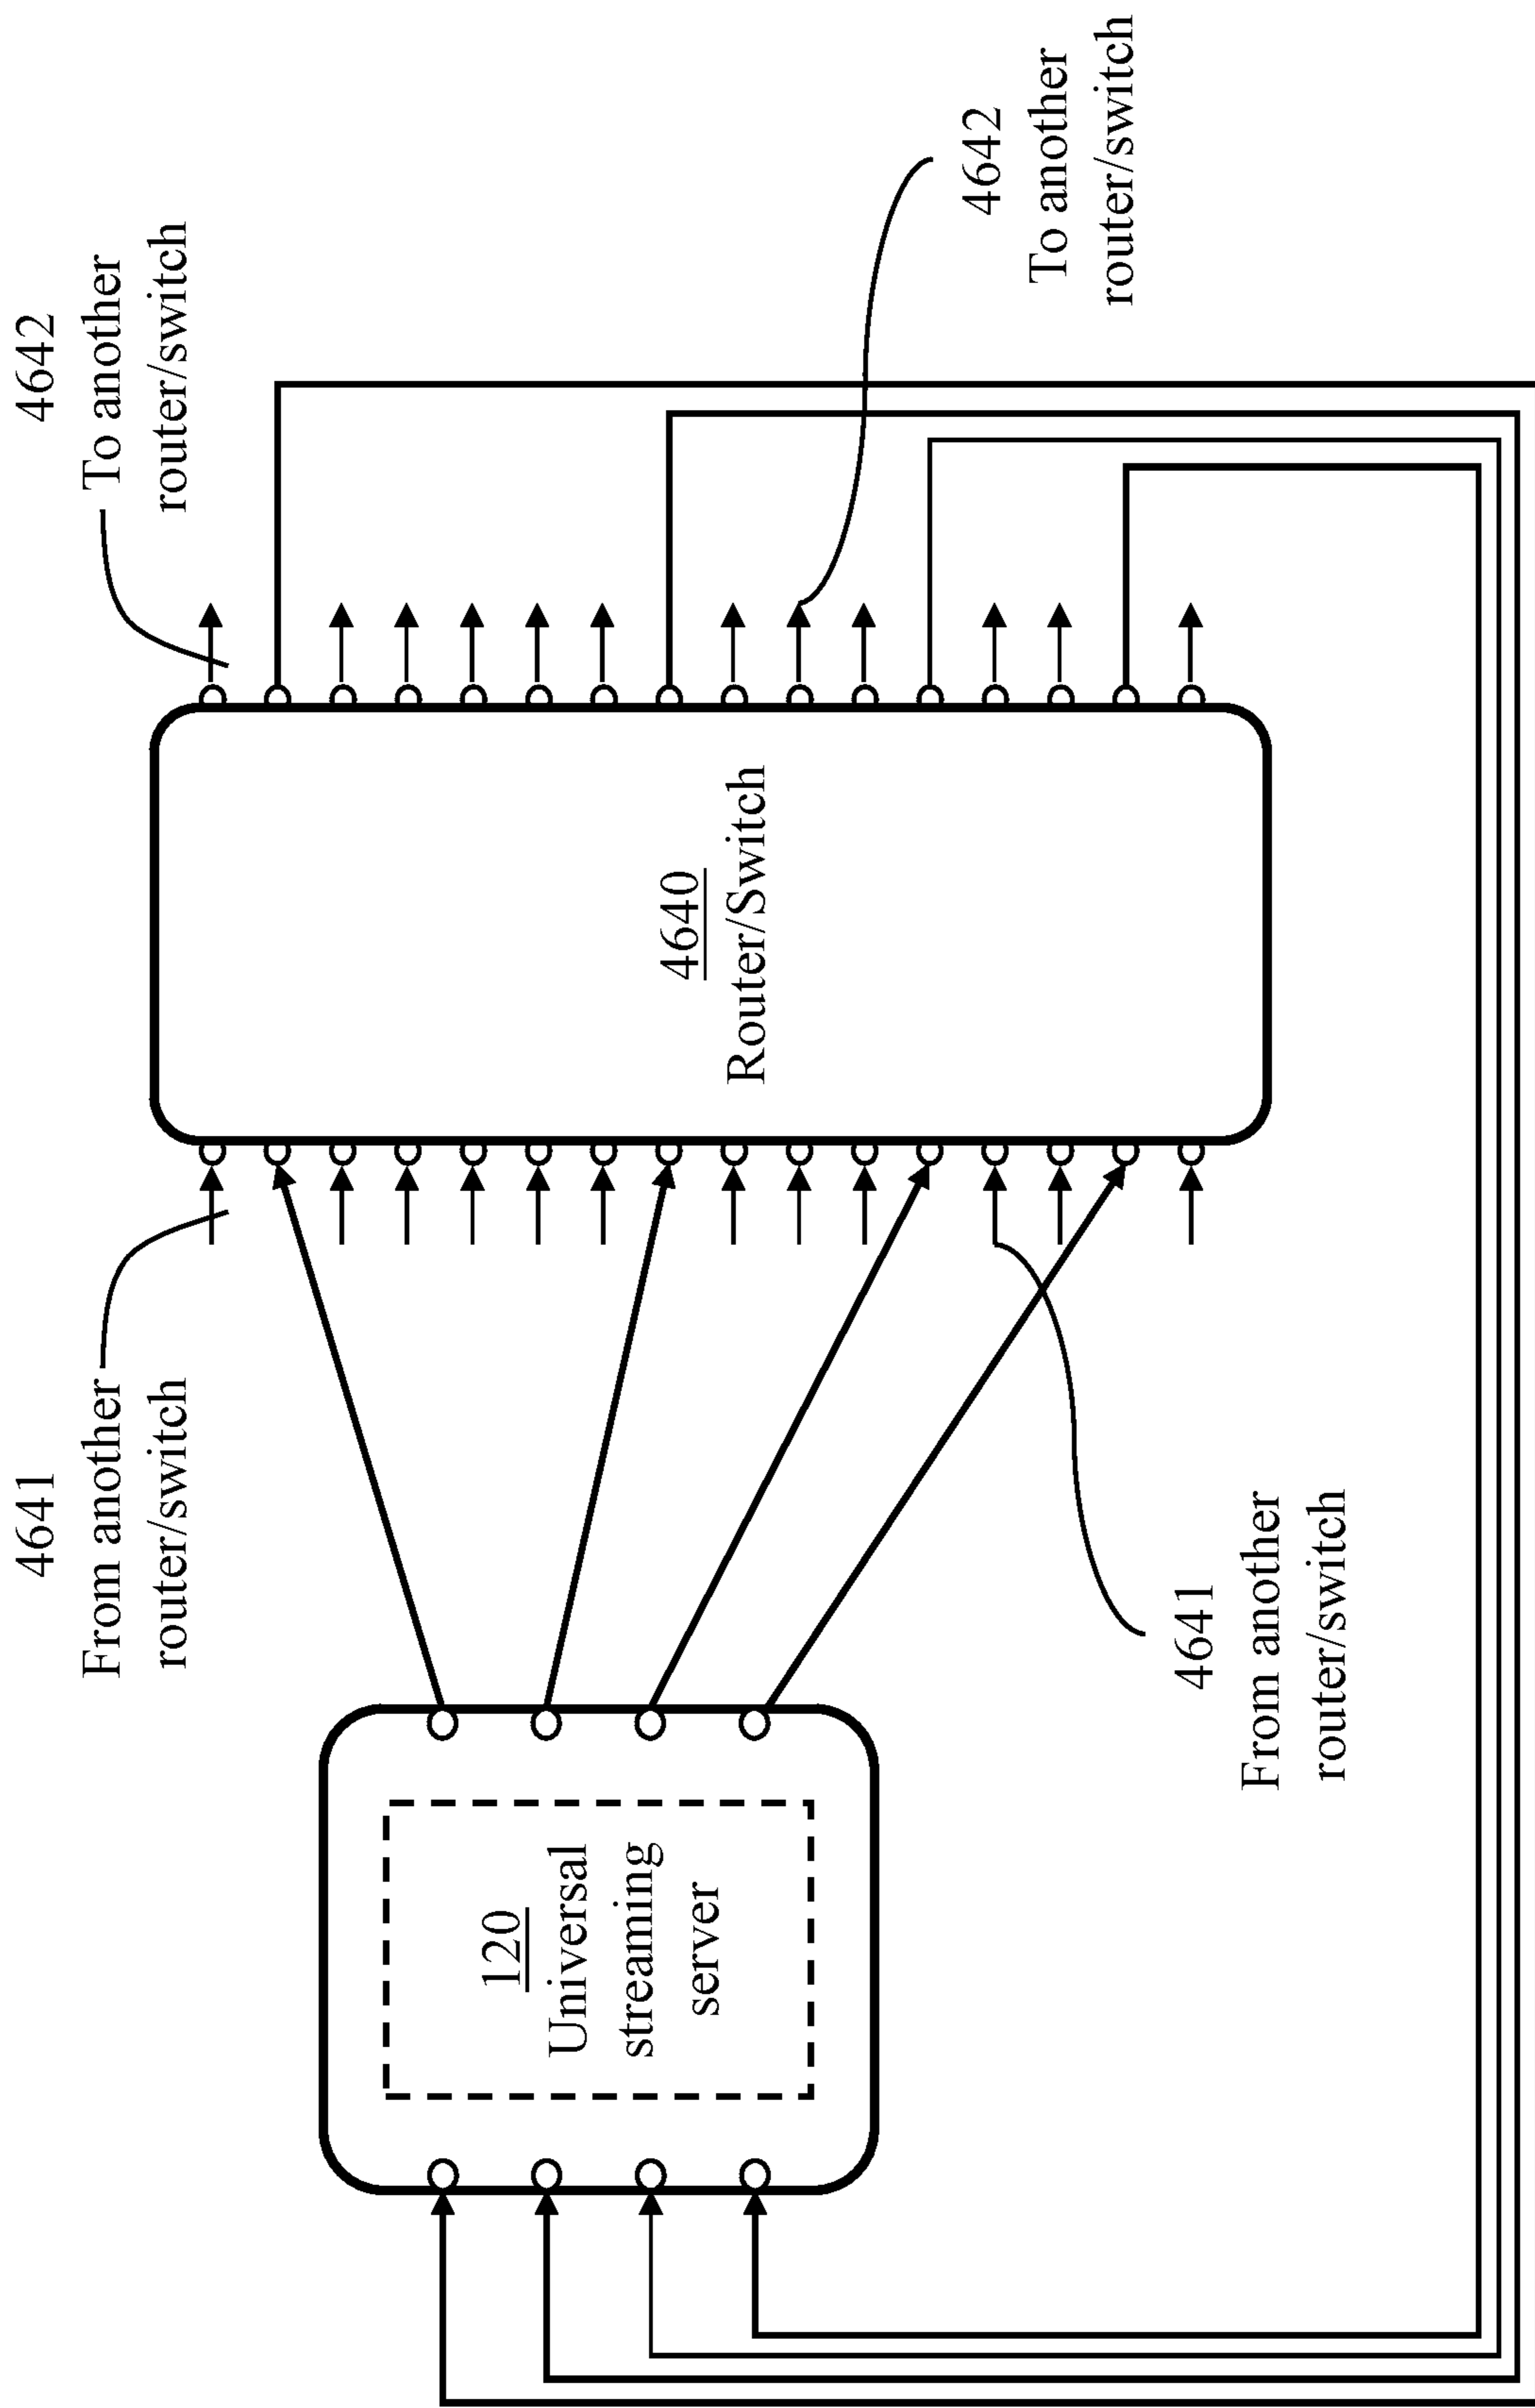 4641
From another
router/switch
4642
To another
router/switch
120
Universal
streaming
server
4640
Router/Switch
4641
From another
router/switch
4642
To another
router/switch